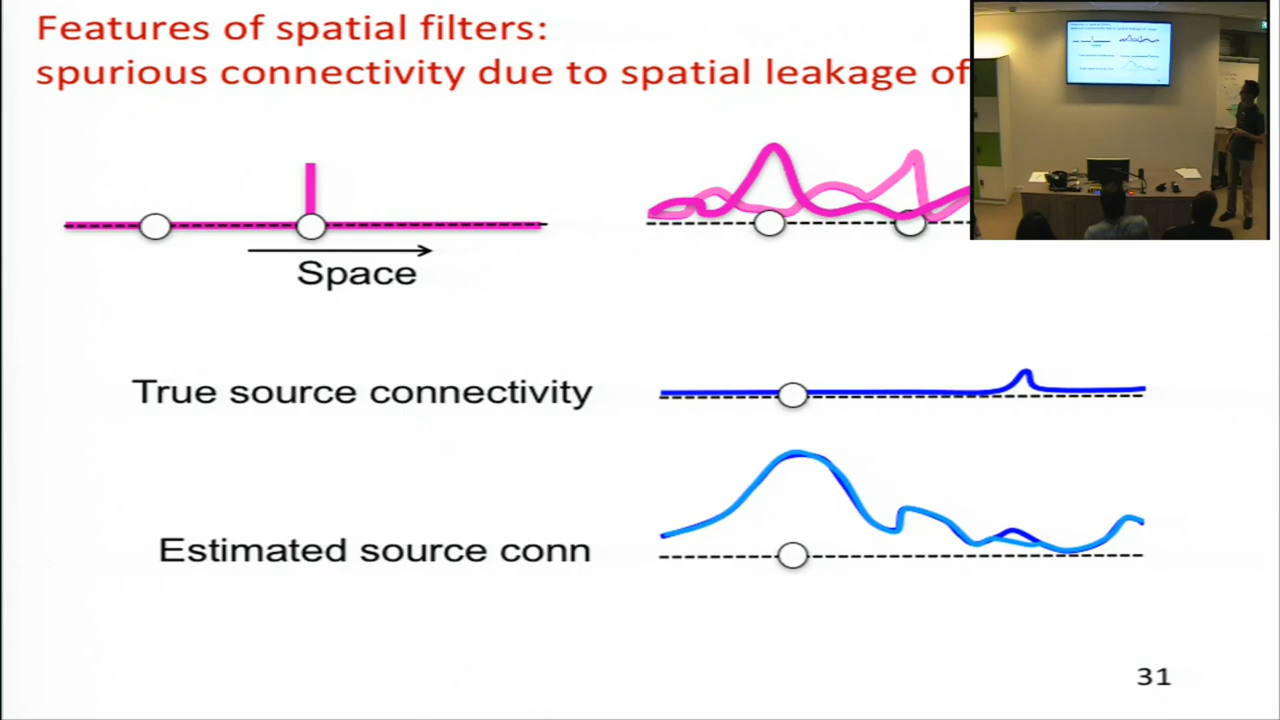 Features of spatial filters:
spurious connectivity due to spatial leakage of
Space
True source connectivity
Estimated source conn
31